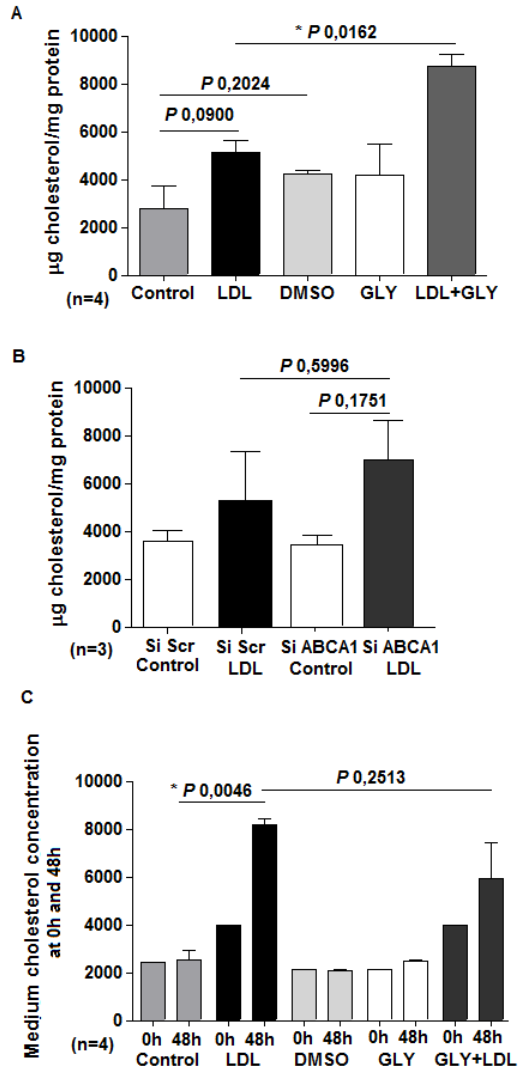 A
* P 0,0162
P 0,2024
P 0,0900
µg cholesterol/mg protein
10000
8000
6000
4000
2000
0
Control LDL DMSO GLY LDL+GLY
(n=4)
B
P 0,5996
P 0,1751
µg cholesterol/mg protein
10000
8000
6000
4000
2000
0
Si Scr Si Scr Si ABCA1 Si ABCA1
Control LDL Control LDL
(n=3)
C
* P 0,0046
P 0,2513
Medium cholesterol concentration
at 0h and 48h
10000
8000
6000
4000
2000
0
0h 48h 0h 48h 0h 48h 0h 48h 0h 48h
Control LDL DMSO GLY GLY+LDL
(n=4)